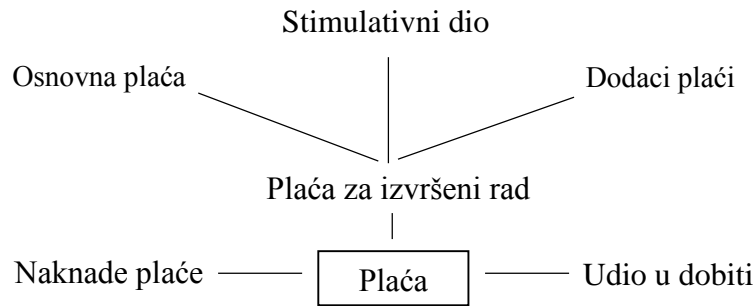 Stimulativni dio
Osnovna plaća
Dodaci plaći
Plaća za izvršeni rad
Naknade plaće
Plaća
Udio u dobiti